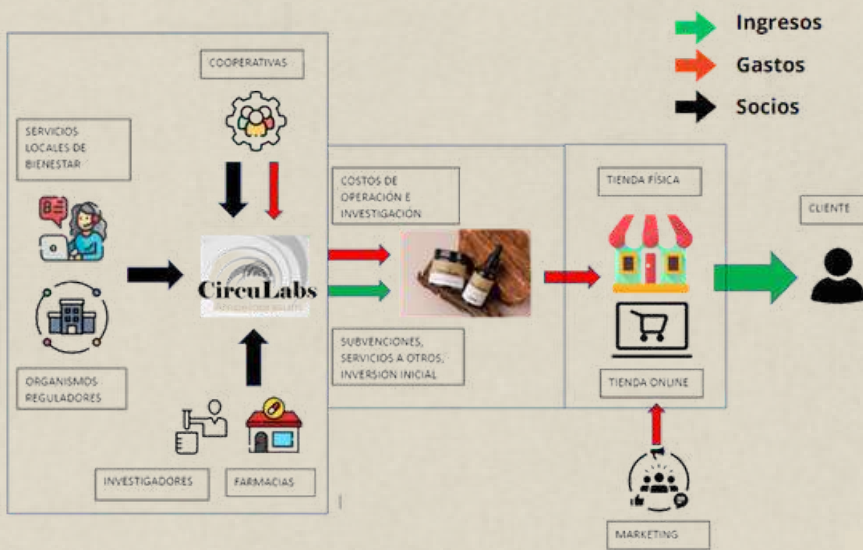 Ingresos
Gastos
Socios
COOPERATIVAS
SERVICIOS
LOCALES DE
BIENESTAR
COSTOS DE
OPERACIÓN E
INVESTIGACIÓN
TIENDA FÍSICA
CLIENTE
CircuLabs
SUBVENCIONES,
SERVICIOS A OTROS,
INVERSION INICIAL
ORGANISMOS
REGULADORES
TIENDA ONLINE
INVESTIGADORES
FARMACIAS
MARKETING